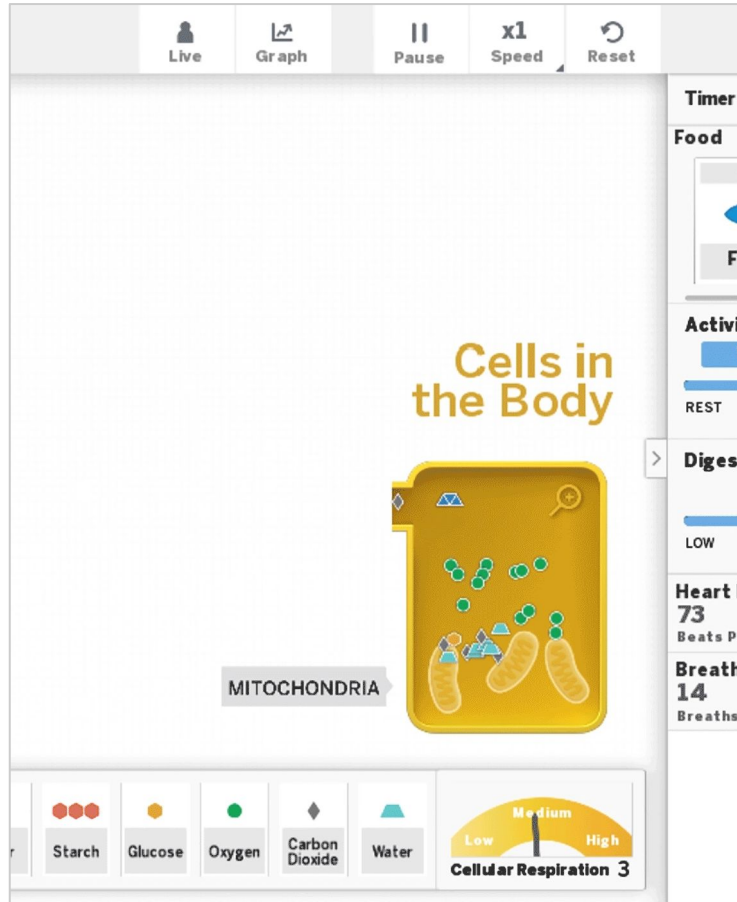 Live
Graph
Pause
x1
Speed
Reset
Timer
Food
F
Activi
REST
Diges
LOW
Heart
73
Beats P
Breath
14
Breaths
Cells in
the Body
MITOCHONDRIA
r
Starch
Glucose
Oxygen
Carbon
Dioxide
Water
Low
Medium
High
Cellular Respiration 3